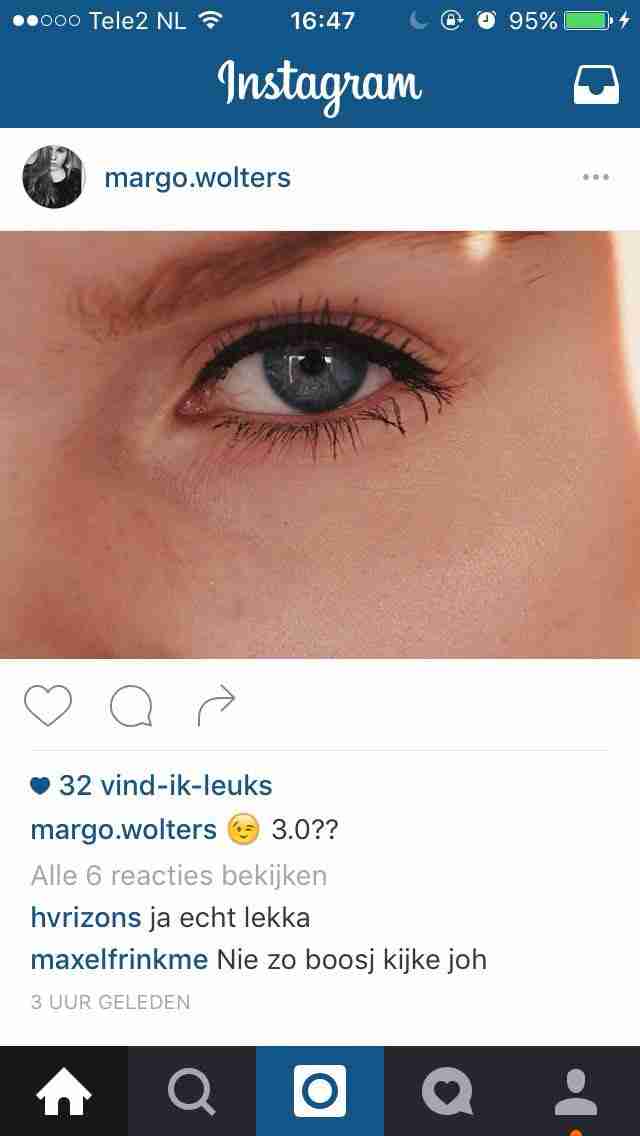 Tele2 NL 16:47 95%
Instagram
margo.wolters
32 vind-ik-leuks
margo.wolters 😉 3.0??
Alle 6 reacties bekijken
hvrizons ja echt lekka
maxelfrinkme Nie zo boosj kijke joh
3 UUR GELEDEN